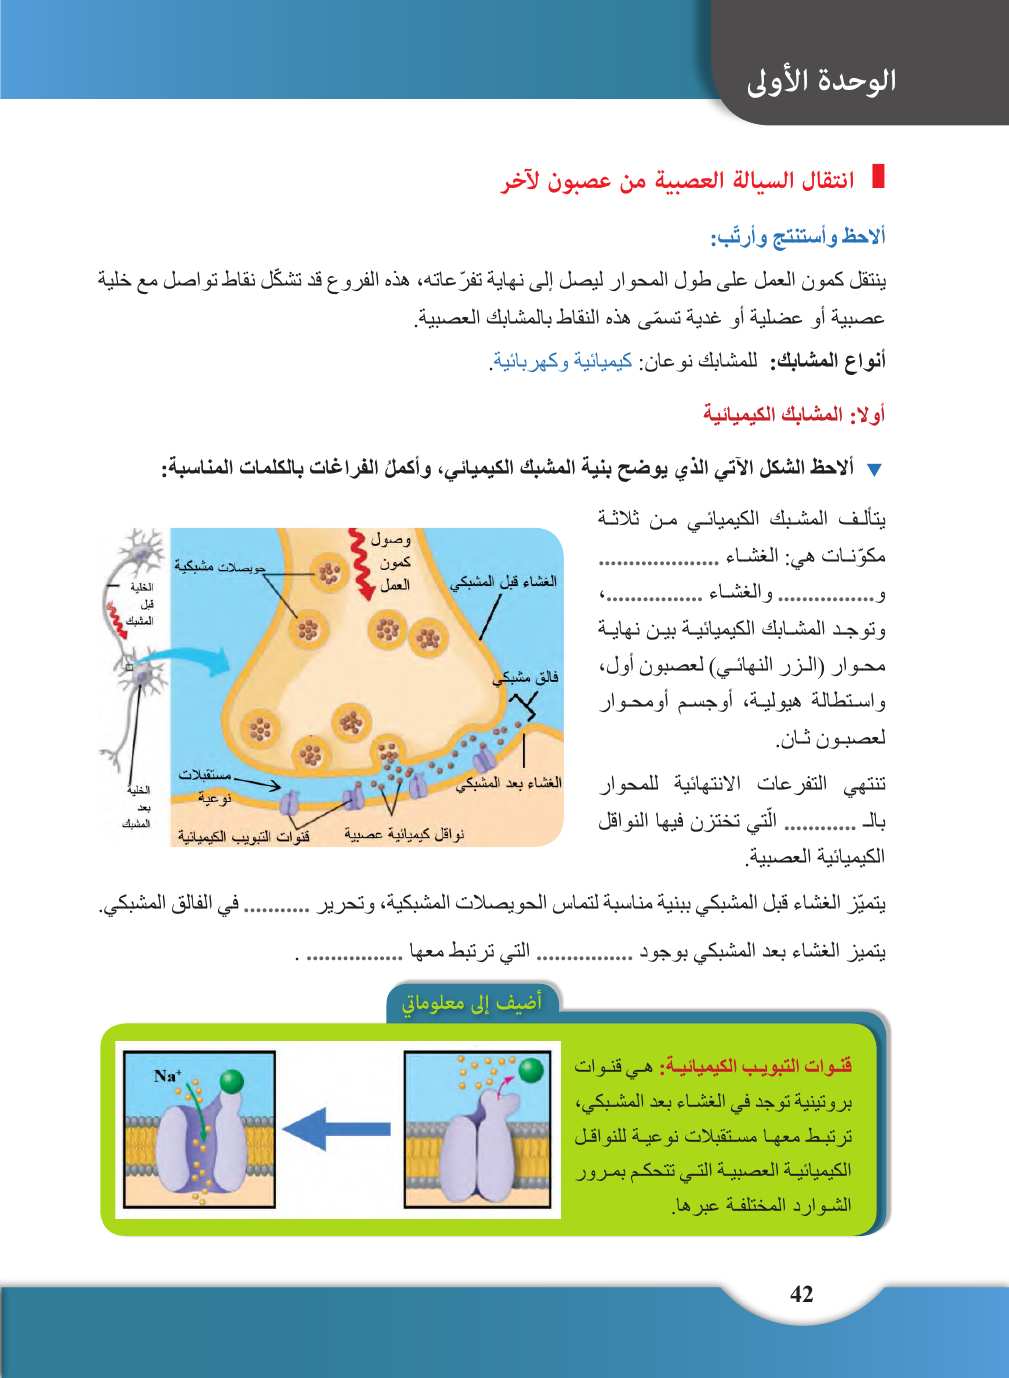 الوحدة الأولى
انتقال السيالة العصبية من عصبون لآخر
ألاحظ وأستنتج وأرتّب:
ينتقل كمون العمل على طول المحوار ليصل إلى نهاية تفرّعاته، هذه الفروع قد تشكّل نقاط تواصل مع خلية
عصبية أو عضلية أو غدية تسمّى هذه النقاط بالمشابك العصبية.
أنواع المشابك: للمشابك نوعان: كيميائية وكهربائية.
أولا: المشابك الكيميائية
ألاحظ الشكل الآتي الذي يوضح بنية المشبك الكيميائي، وأكملُ الفراغات بالكلمات المناسبة:
يتألف المشبك الكيميائي من ثلاثة
مكوّنات هي: الغشاء ....................
و................ والغشاء ................،
وتوجد المشابك الكيميائية بين نهاية
محوار (الزر النهائي) لعصبون أول،
واستطالة هيولية، أوجسم أومحوار
لعصبون ثان.
تنتهي التفرعات الانتهائية للمحوار
بالـ ............ الّتي تختزن فيها النواقل
الكيميائية العصبية.
وصول
كمون
العمل
حويصلات مشبكية
الغشاء قبل المشبكي
فالق مشبكي
الغشاء بعد المشبكي
مستقبلات
نوعية
قنوات التبويب الكيميائية
نواقل كيميائية عصبية
الخلية
قبل
المشبك
الخلية
بعد
المشبك
يتميّز الغشاء قبل المشبكي ببنية مناسبة لتماس الحويصلات المشبكية، وتحرير ........... في الفالق المشبكي.
يتميز الغشاء بعد المشبكي بوجود ................ التي ترتبط معها ................ .
أضيف إلى معلوماتي
قنوات التبويب الكيميائية: هي قنوات
بروتينية توجد في الغشاء بعد المشبكي،
ترتبط معها مستقبلات نوعية للنواقل
الكيميائية العصبية التي تتحكم بمرور
الشوارد المختلفة عبرها.
Na⁺
42